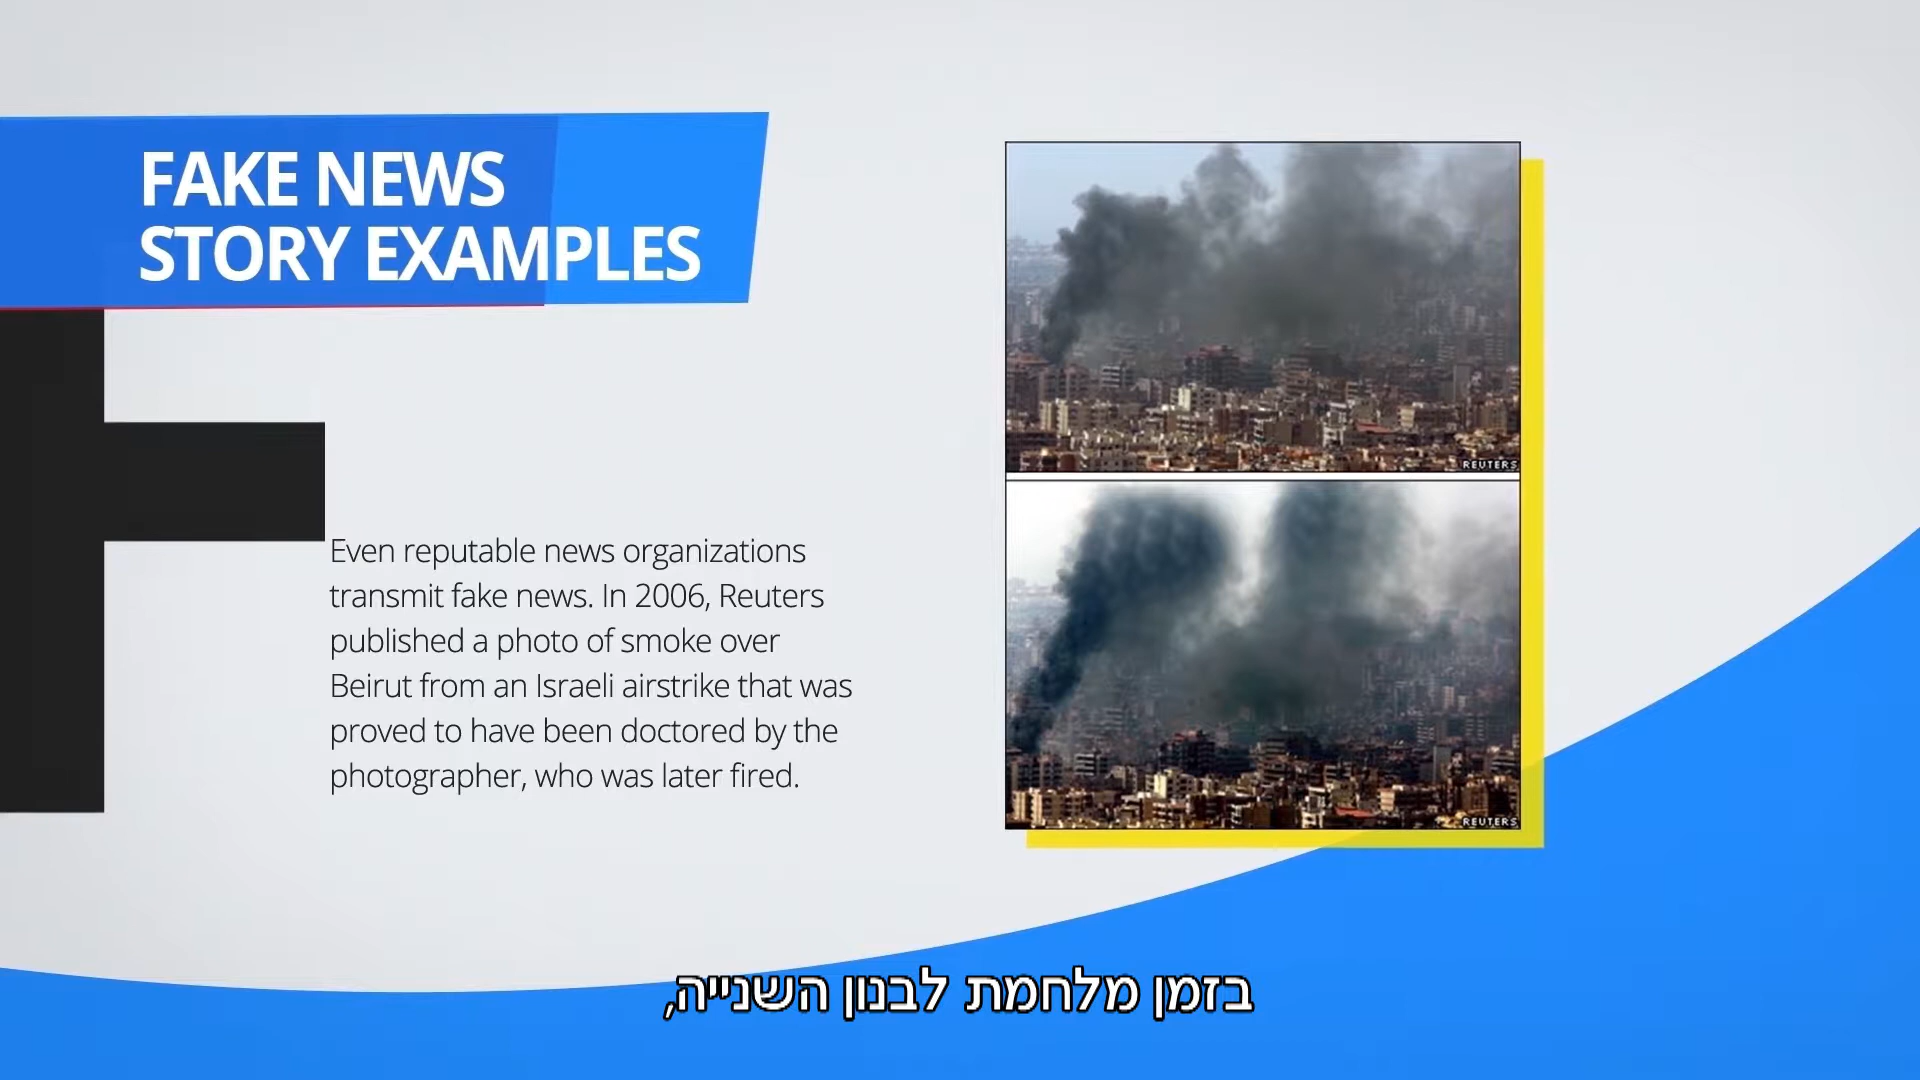 FAKE NEWS
STORY EXAMPLES
Even reputable news organizations
transmit fake news. In 2006, Reuters
published a photo of smoke over
Beirut from an Israeli airstrike that was
proved to have been doctored by the
photographer, who was later fired.
REUTERS
REUTERS
בזמן מלחמת לבנון השנייה,